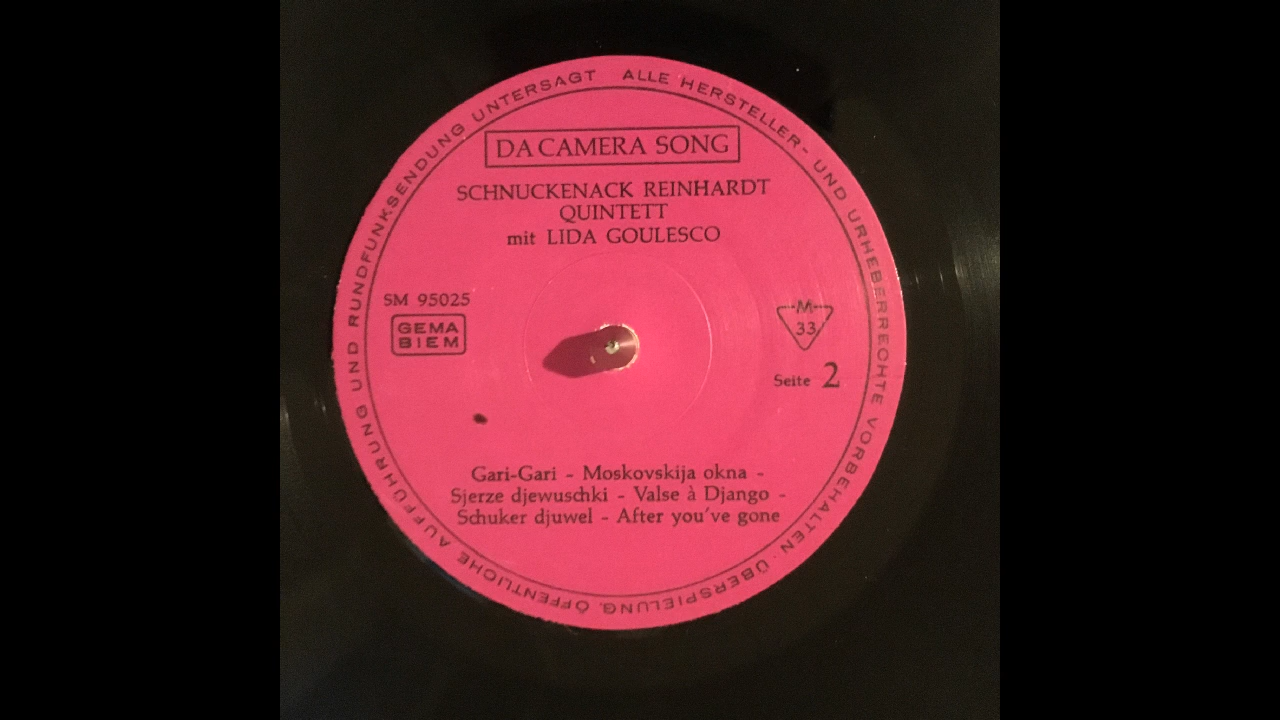 ALLE HERSTELLER- UND URHEBERRECHTE VORBEHALTEN · ÜBERSPIELUNG, ÖFFENTLICHE AUFFÜHRUNG UND RUNDFUNKSENDUNG UNTERSAGT
DA CAMERA SONG
SCHNUCKENACK REINHARDT
QUINTETT
mit LIDA GOULESCO
SM 95025
GEMA
BIEM
M
33
Seite 2
Gari-Gari - Moskovskija okna -
Sjerze djewuschki - Valse à Django -
Schuker djuwel - After you've gone